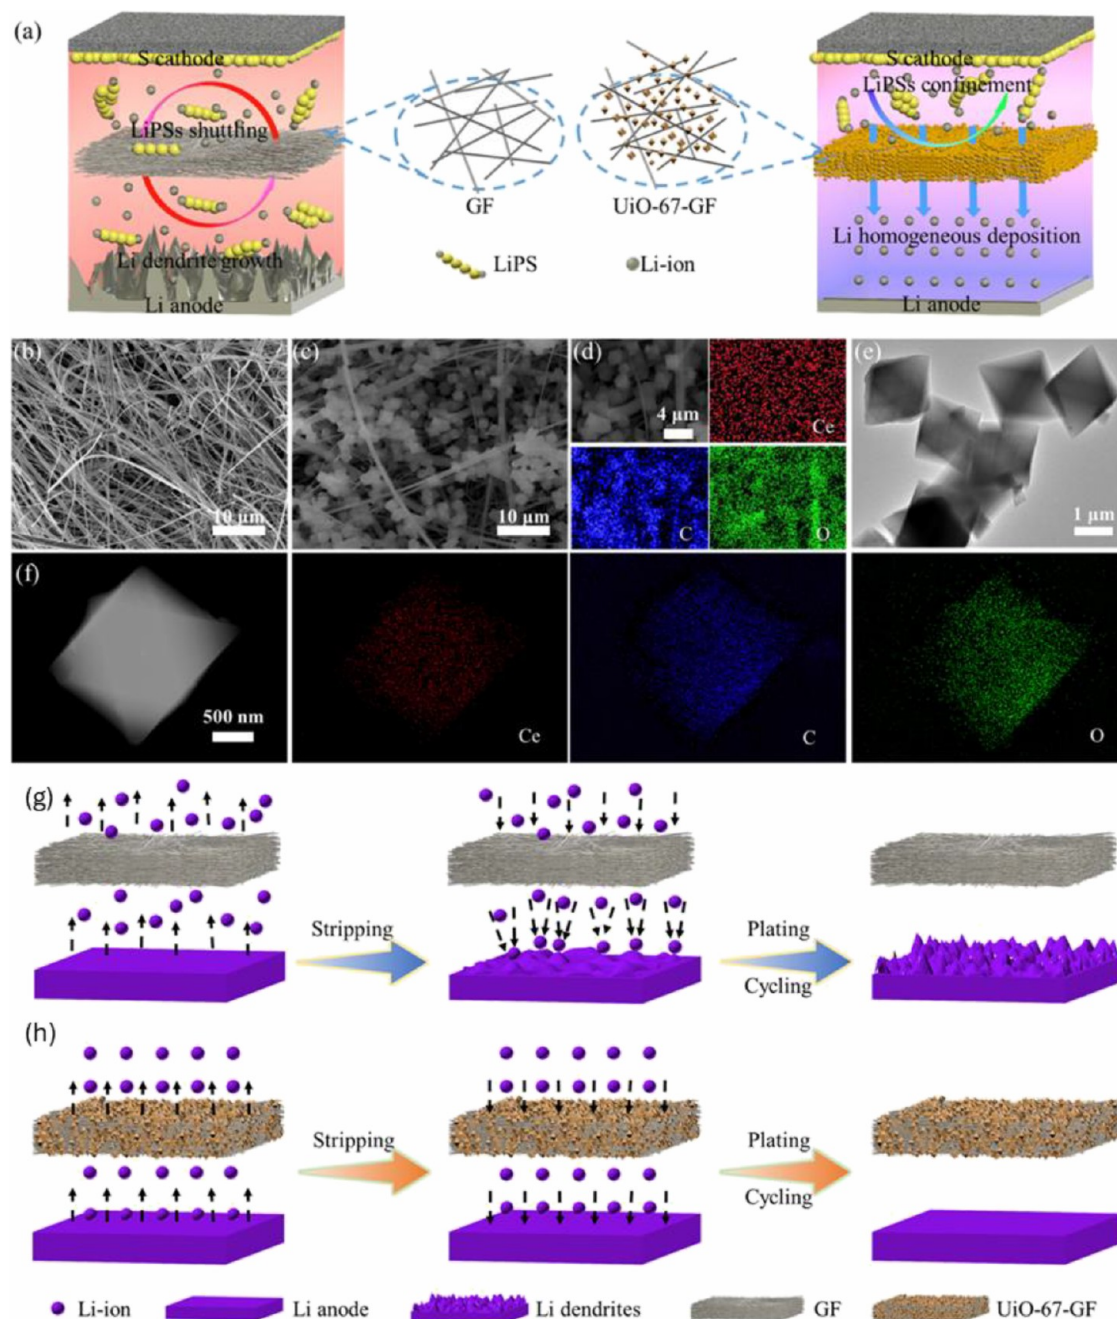 (a)
S cathode
LiPSs shuttfing
Li dendrite growth
Li anode
GF
UiO-67-GF
LiPS
Li-ion
S cathode
LiPSs confinement
Li homogeneous deposition
Li anode
(b)
10 μm
(c)
10 μm
(d)
4 μm
Ce
C
O
(e)
1 μm
(f)
500 nm
Ce
C
O
(g)
Stripping
Plating
Cycling
(h)
Stripping
Plating
Cycling
Li-ion
Li anode
Li dendrites
GF
UiO-67-GF